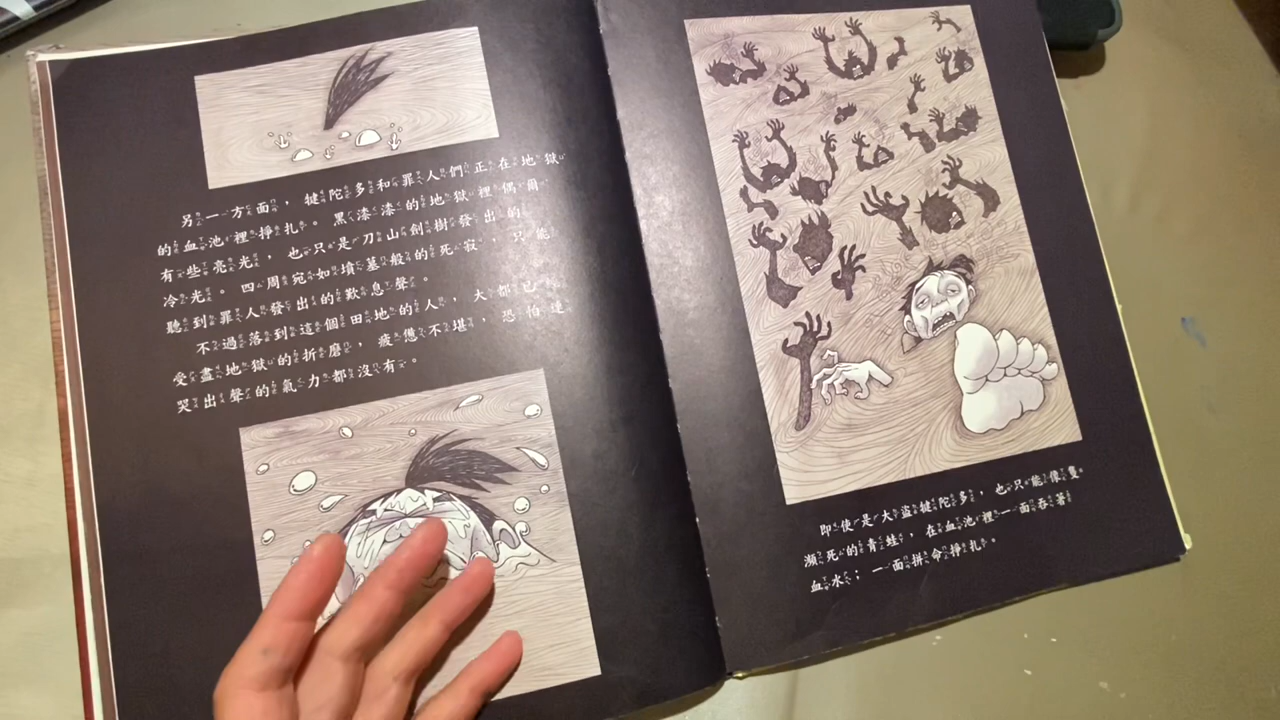 另一方面，犍陀多和罪人們正在地獄
的血池裡掙扎。黑漆漆的地獄裡偶爾
有些亮光，也只是刀山劍樹發出的
冷光。四周宛如墳墓般的死寂，只能
聽到罪人發出的歎息聲。
不過落到這個田地的人，大都已
受盡地獄的折磨，疲憊不堪，恐怕連
哭出聲的氣力都沒有。
即使是大盜犍陀多，也只能像隻
瀕死的青蛙，在血池裡一面吞著
血水；一面拼命掙扎。